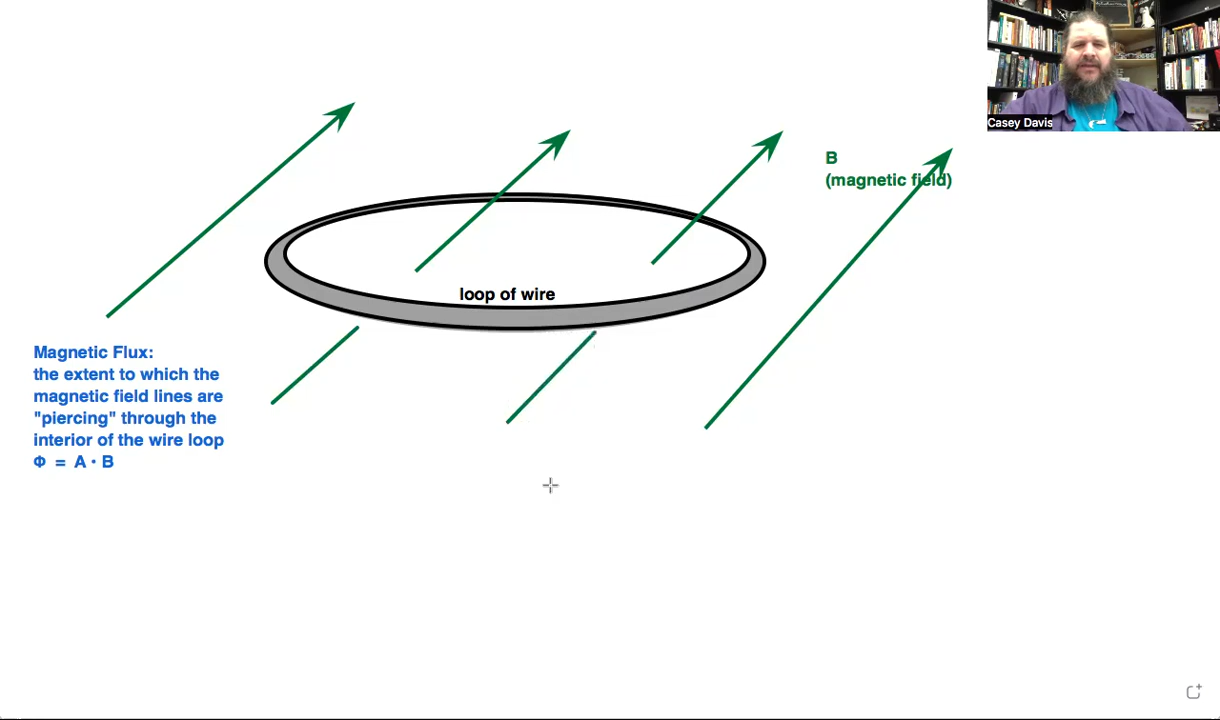 Casey Davis
B
(magnetic field)
loop of wire
Magnetic Flux:
the extent to which the
magnetic field lines are
"piercing" through the
interior of the wire loop
Φ = A · B